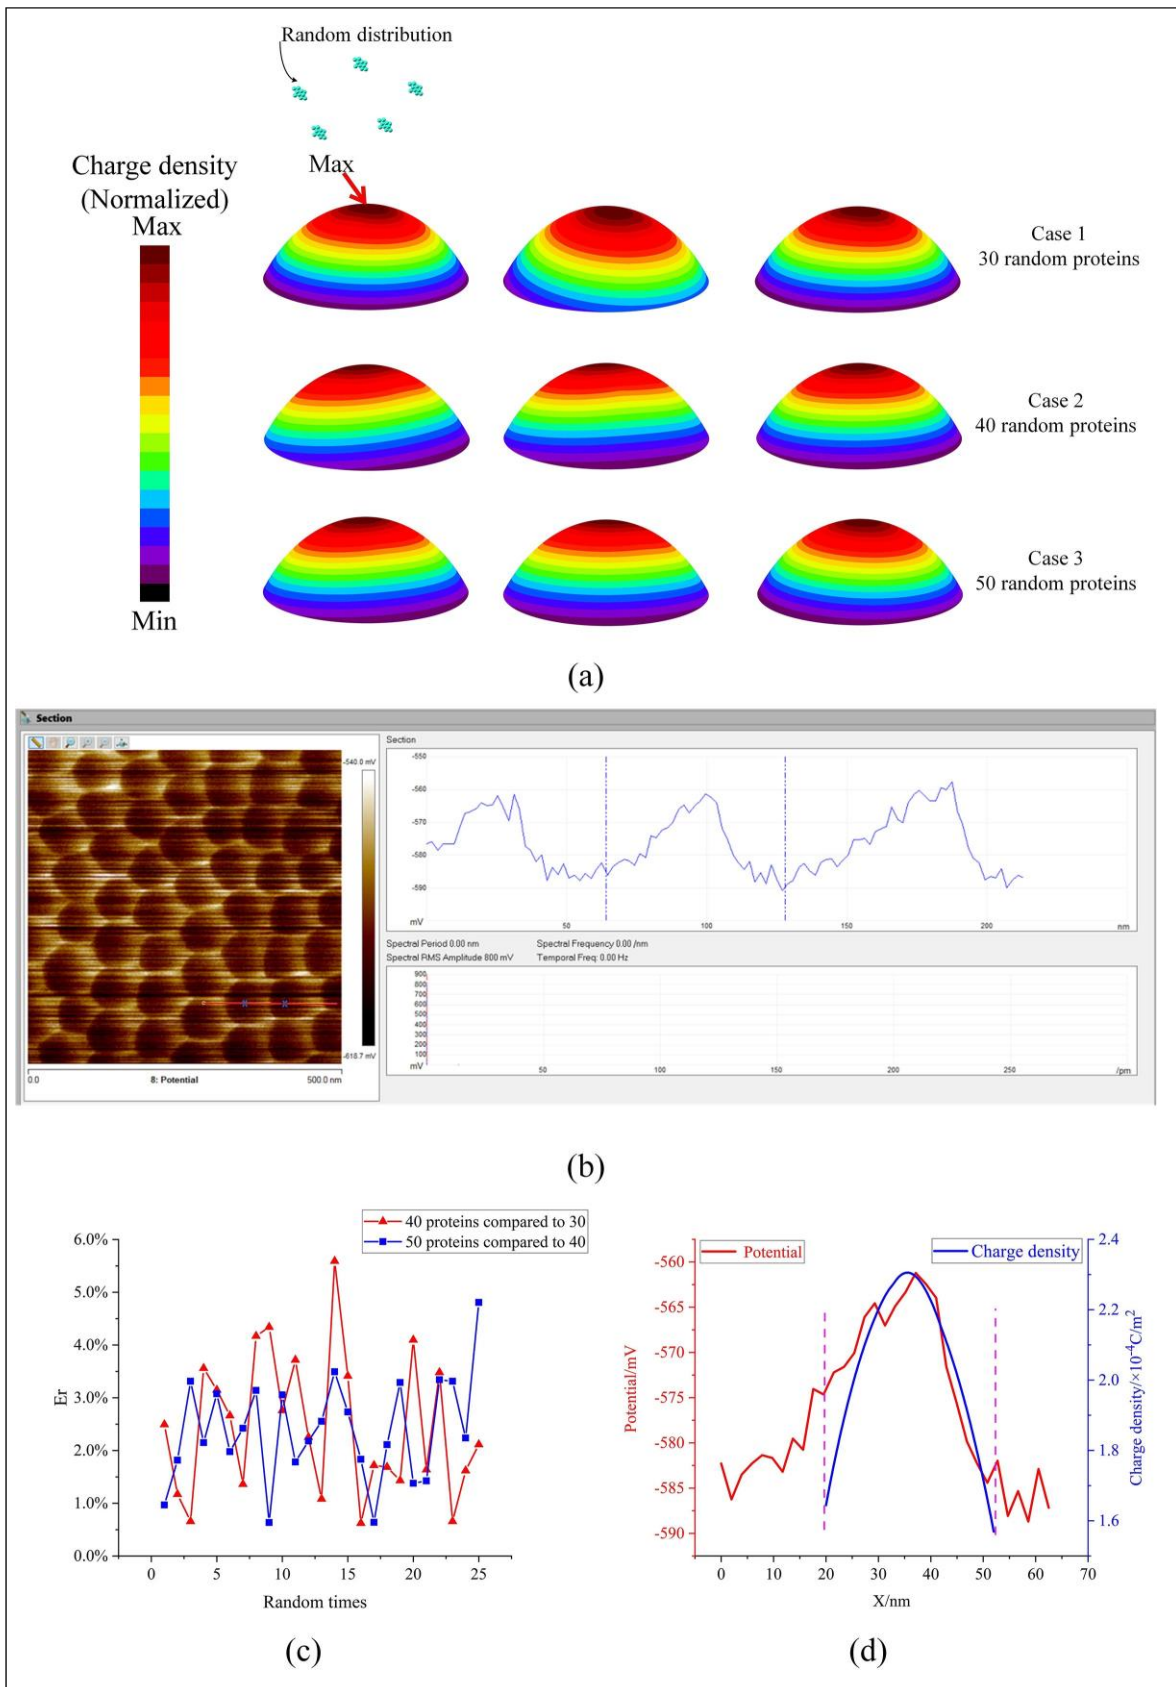 Random distribution
Charge density
(Normalized)
Max
Max
Min
Case 1
30 random proteins
Case 2
40 random proteins
Case 3
50 random proteins
(a)
Section
-540.0 mV
-618.7 mV
0.0
8: Potential
500.0 nm
Section
-550
-560
-570
-580
-590
mV
50
100
150
200
nm
Spectral Period 0.00 nm
Spectral Frequency 0.00 /nm
Spectral RMS Amplitude 800 mV
Temporal Freq: 0.00 Hz
900
800
700
600
500
400
300
200
100
mV
50
100
150
200
250
/pm
(b)
40 proteins compared to 30
50 proteins compared to 40
6.0%
5.0%
4.0%
3.0%
2.0%
1.0%
0.0%
Er
0
5
10
15
20
25
Random times
(c)
Potential
Charge density
-560
-565
-570
-575
-580
-585
-590
Potential/mV
2.4
2.2
2.0
1.8
1.6
Charge density/×10⁻⁴C/m²
0
10
20
30
40
50
60
70
X/nm
(d)